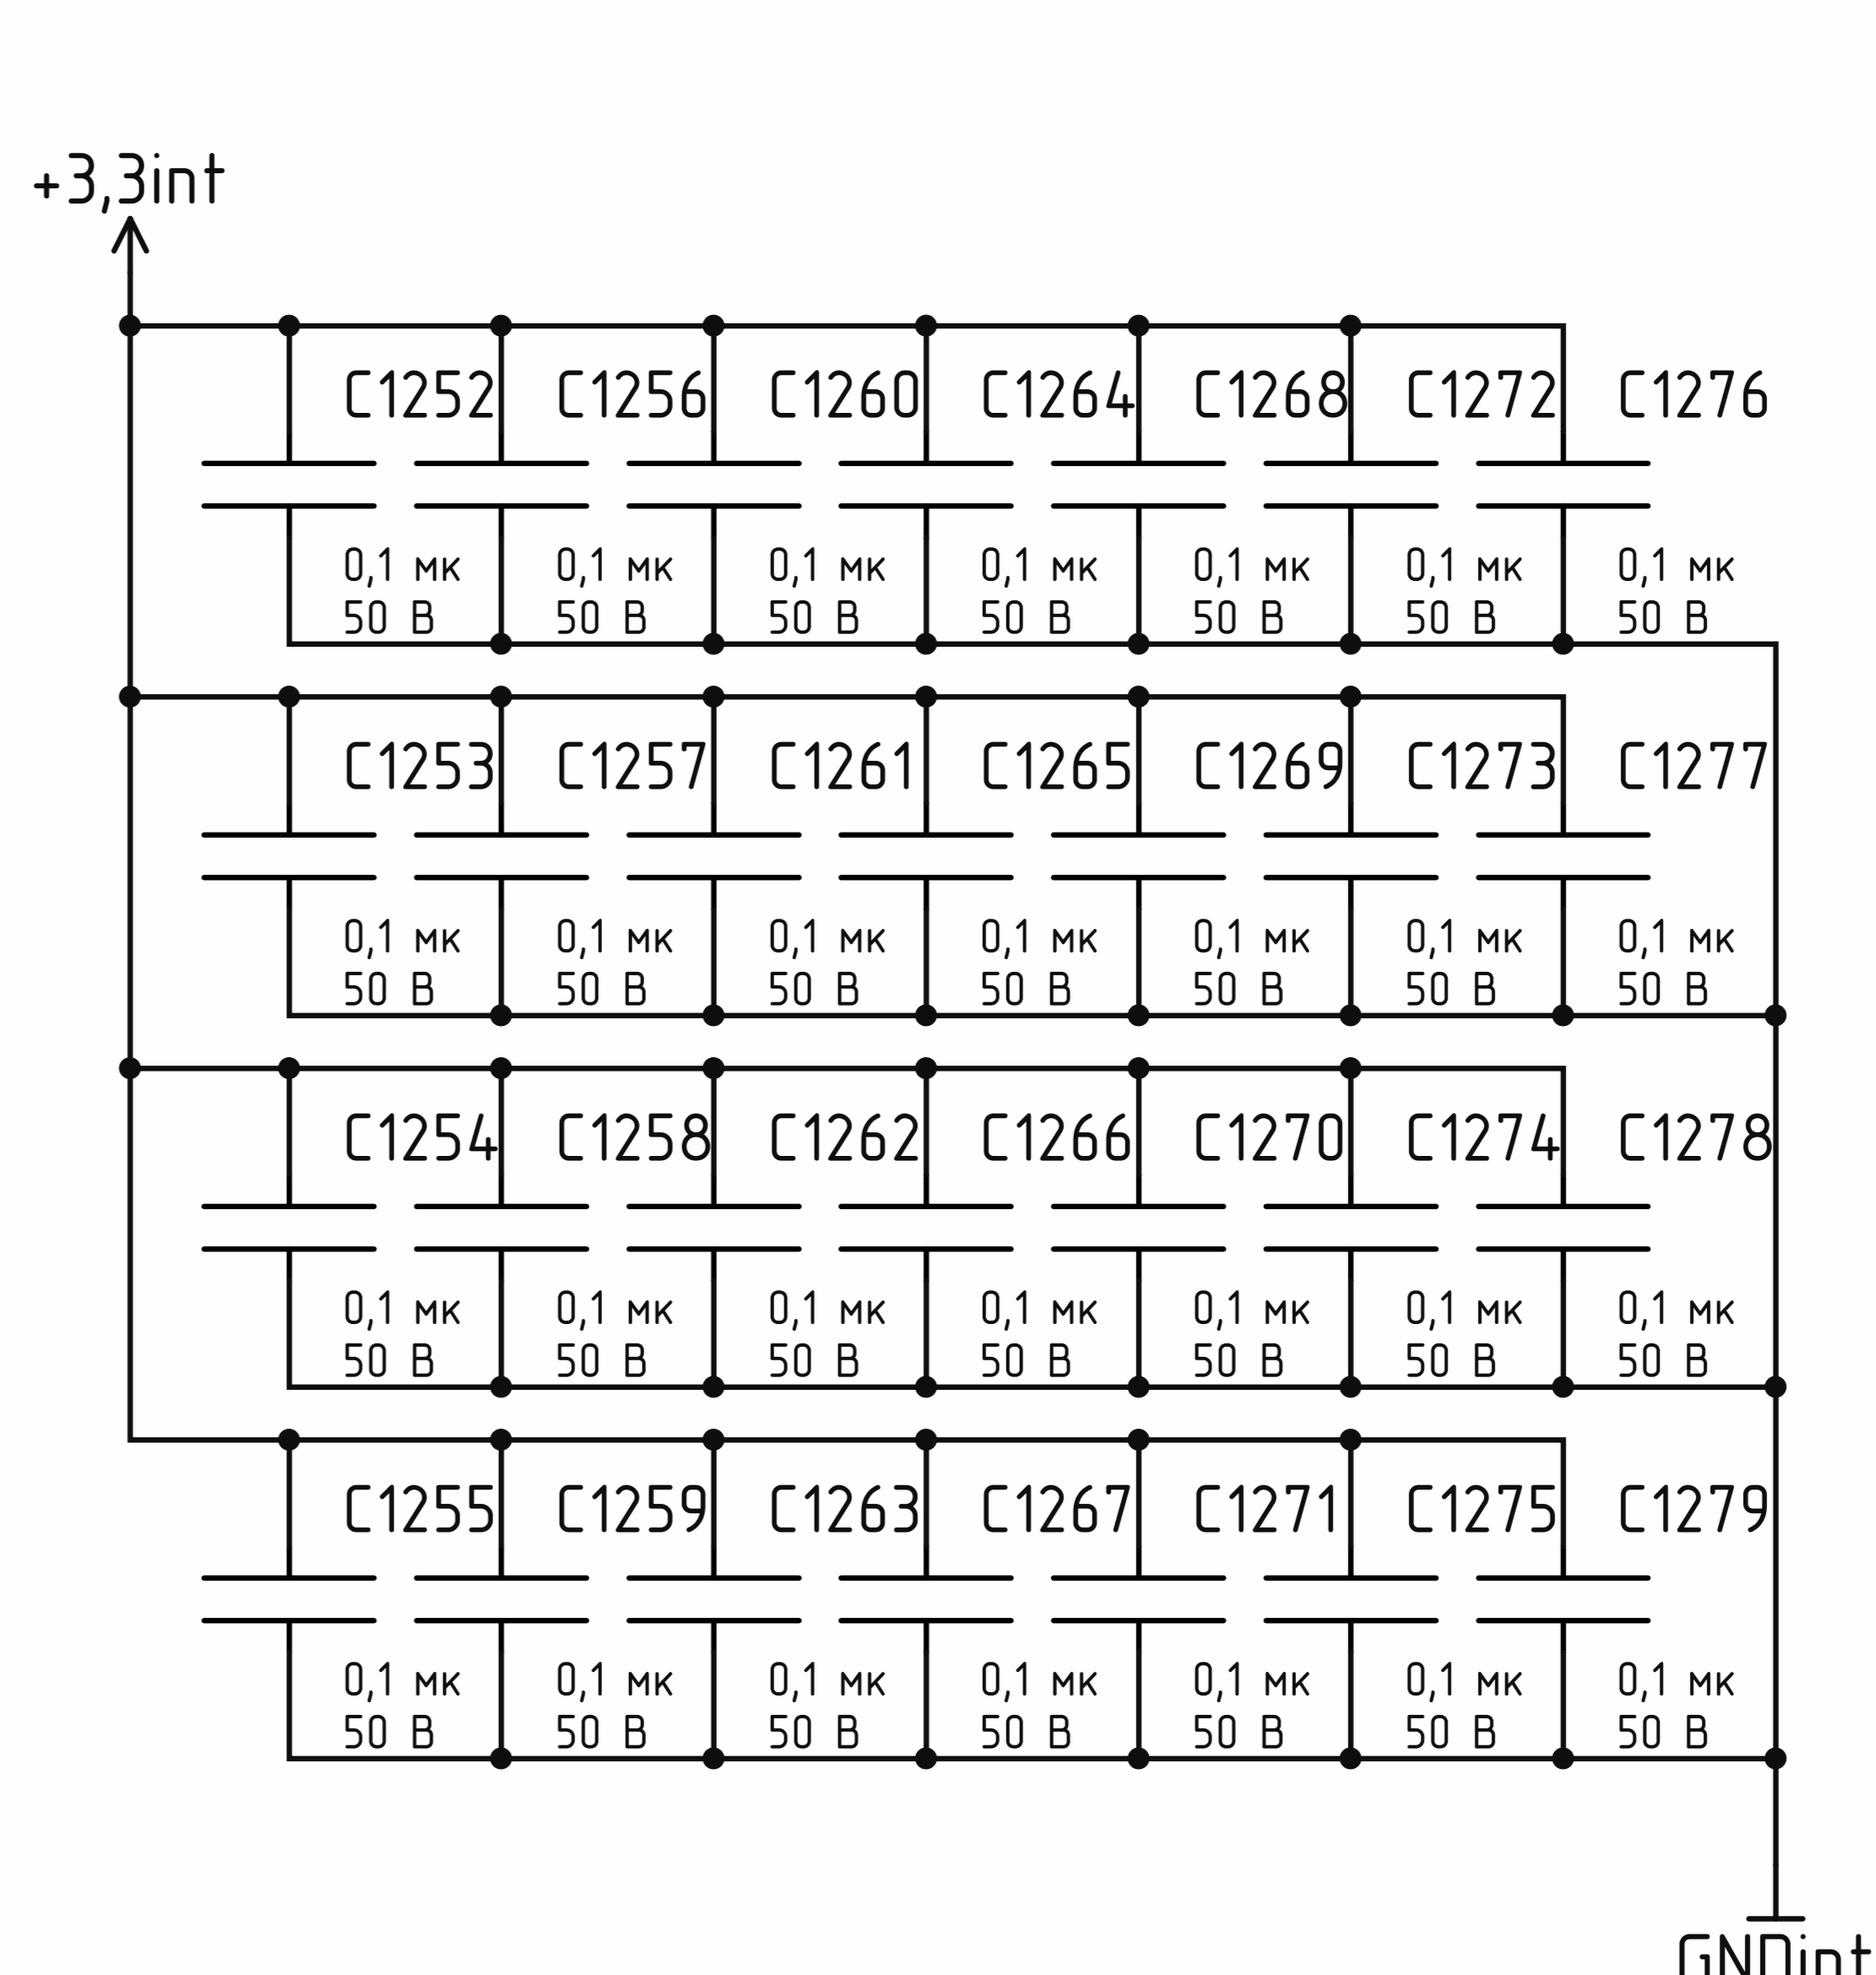 +3,3int
C1252 C1256 C1260 C1264 C1268 C1272 C1276
0,1 мк 0,1 мк 0,1 мк 0,1 мк 0,1 мк 0,1 мк 0,1 мк
50 В 50 В 50 В 50 В 50 В 50 В 50 В
C1253 C1257 C1261 C1265 C1269 C1273 C1277
0,1 мк 0,1 мк 0,1 мк 0,1 мк 0,1 мк 0,1 мк 0,1 мк
50 В 50 В 50 В 50 В 50 В 50 В 50 В
C1254 C1258 C1262 C1266 C1270 C1274 C1278
0,1 мк 0,1 мк 0,1 мк 0,1 мк 0,1 мк 0,1 мк 0,1 мк
50 В 50 В 50 В 50 В 50 В 50 В 50 В
C1255 C1259 C1263 C1267 C1271 C1275 C1279
0,1 мк 0,1 мк 0,1 мк 0,1 мк 0,1 мк 0,1 мк 0,1 мк
50 В 50 В 50 В 50 В 50 В 50 В 50 В
GNDint